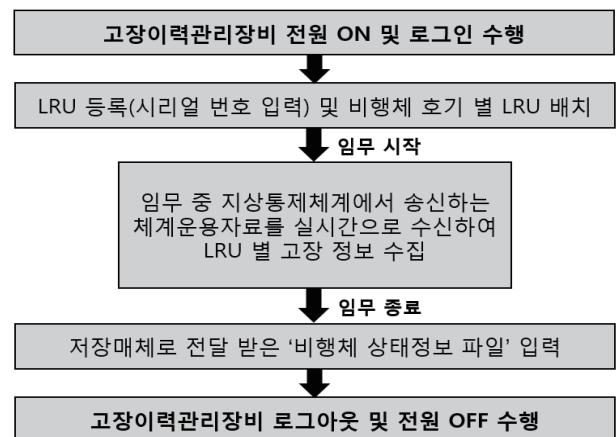 고장이력관리장비 전원 ON 및 로그인 수행
LRU 등록(시리얼 번호 입력) 및 비행체 호기 별 LRU 배치
임무 시작
임무 중 지상통제체계에서 송신하는
체계운용자료를 실시간으로 수신하여
LRU 별 고장 정보 수집
임무 종료
저장매체로 전달 받은 ‘비행체 상태정보 파일’ 입력
고장이력관리장비 로그아웃 및 전원 OFF 수행